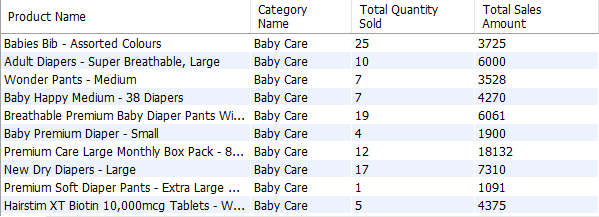 Product Name Category Name Total Quantity Sold Total Sales Amount
Babies Bib - Assorted Colours Baby Care 25 3725
Adult Diapers - Super Breathable, Large Baby Care 10 6000
Wonder Pants - Medium Baby Care 7 3528
Baby Happy Medium - 38 Diapers Baby Care 7 4270
Breathable Premium Baby Diaper Pants Wi... Baby Care 19 6061
Baby Premium Diaper - Small Baby Care 4 1900
Premium Care Large Monthly Box Pack - 8... Baby Care 12 18132
New Dry Diapers - Large Baby Care 17 7310
Premium Soft Diaper Pants - Extra Large ... Baby Care 1 1091
Hairstim XT Biotin 10,000mcg Tablets - W... Baby Care 5 4375